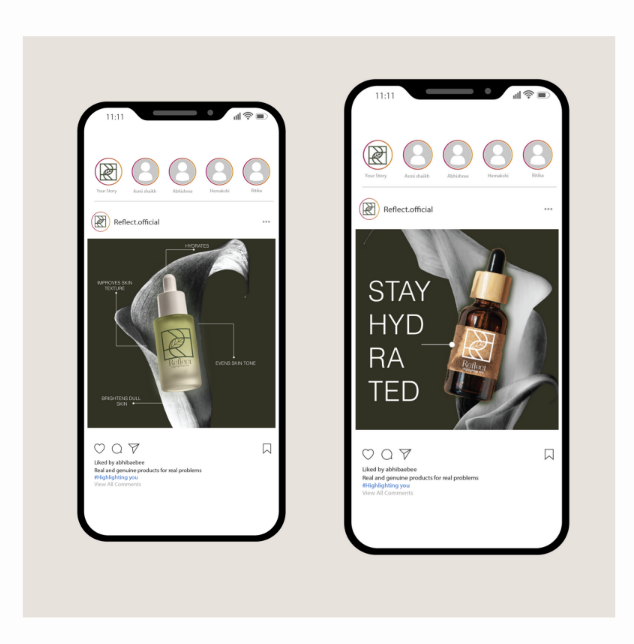 11:11
Your Story
Asmi shaikh
Abhishree
Hamakshi
Ritika
Reflect.official
HYDRATES
IMPROVES SKIN
TEXTURE
EVENS SKIN TONE
BRIGHTENS DULL
SKIN
Reflect
Liked by abhibaebee
Real and genuine products for real problems
#Highlighting you
View All Comments
11:11
Your Story
Asmi shaikh
Abhishree
Hamakshi
Ritika
Reflect.official
STAY
HYD
RA
TED
Reflect
Liked by abhibaebee
Real and genuine products for real problems
#Highlighting you
View All Comments